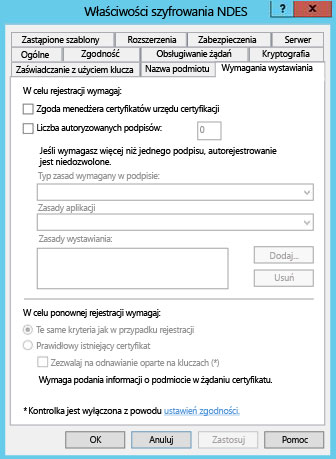 Właściwości szyfrowania NDES
Zastąpione szablony Rozszerzenia Zabezpieczenia Serwer
Ogólne Zgodność Obsługiwanie żądań Kryptografia
Zaświadczanie z użyciem klucza Nazwa podmiotu Wymagania wystawiania
W celu rejestracji wymagaj:
Zgoda menedżera certyfikatów urzędu certyfikacji
Liczba autoryzowanych podpisów: 0
Jeśli wymagasz więcej niż jednego podpisu, autorejestrowanie
jest niedozwolone.
Typ zasad wymagany w podpisie:
Zasady aplikacji
Zasady wystawiania:
Dodaj...
Usuń
W celu ponownej rejestracji wymagaj:
Te same kryteria jak w przypadku rejestracji
Prawidłowy istniejący certyfikat
Zezwalaj na odnawianie oparte na kluczach (*)
Wymaga podania informacji o podmiocie w żądaniu certyfikatu.
* Kontrolka jest wyłączona z powodu ustawień zgodności.
OK Anuluj Zastosuj Pomoc